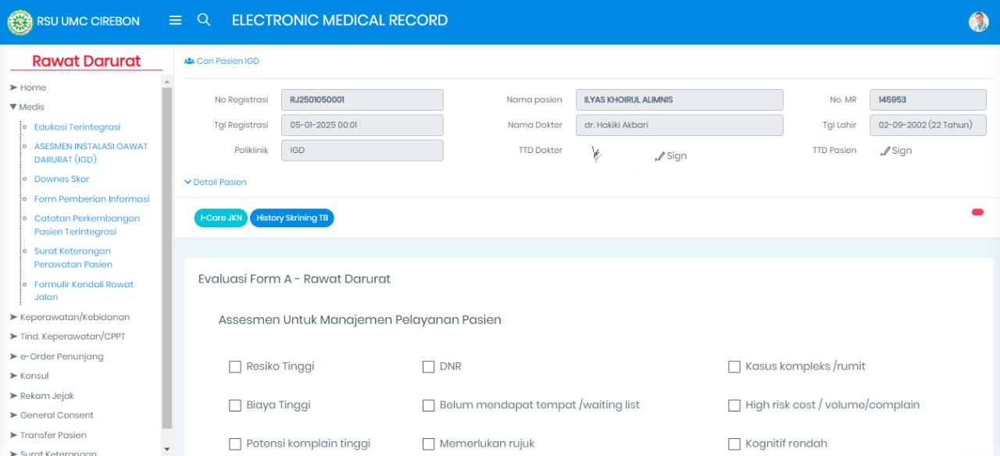 RSU UMC CIREBON
ELECTRONIC MEDICAL RECORD
Rawat Darurat
Home
Medis
Edukasi Terintegrasi
ASESMEN INSTALASI GAWAT
DARURAT (IGD)
Downes Skor
Form Pemberian Informasi
Catatan Perkembangan
Pasien Terintegrasi
Surat Keterangan
Perawatan Pasien
Formulir Kendali Rawat
Jalan
Keperawatan/Kebidanan
Tind. Keperawatan/CPPT
e-Order Penunjang
Konsul
Rekam Jejak
General Consent
Transfer Pasien
Surat Keterangan
Cari Pasien IGD
No Registrasi RJ2501050001 Nama pasien ILYAS KHOIRUL ALIMNIS No. MR 145953
Tgl Registrasi 05-01-2025 00:01 Nama Dokter dr. Hakiki Akbari Tgl Lahir 02-09-2002 (22 Tahun)
Poliklinik IGD TTD Dokter Sign TTD Pasien Sign
Detail Pasien
I-Care JKN History Skrining TB
Evaluasi Form A - Rawat Darurat
Assesmen Untuk Manajemen Pelayanan Pasien
Resiko Tinggi DNR Kasus kompleks /rumit
Biaya Tinggi Belum mendapat tempat /waiting list High risk cost / volume/complain
Potensi komplain tinggi Memerlukan rujuk Kognitif rendah